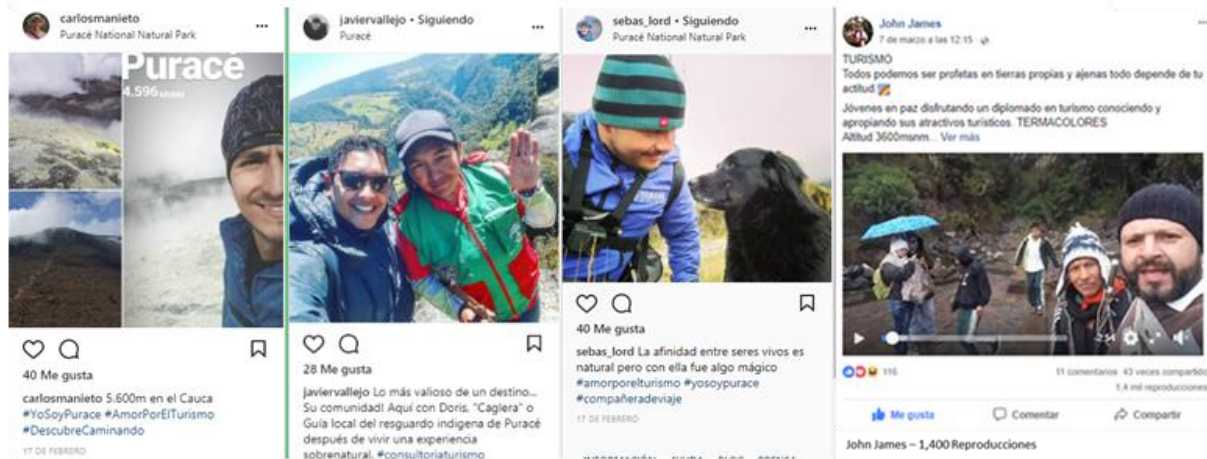 carlosmanieto
Puracé National Natural Park
Puracé
4.596
40 Me gusta
carlosmanieto 5.600m en el Cauca
#YoSoyPurace #AmorPorElTurismo
#DescubreCaminando
17 DE FEBRERO
javiervallejo • Siguiendo
Puracé
28 Me gusta
javiervallejo Lo más valioso de un destino...
Su comunidad! Aquí con Doris, "Caglera" o
Guia local del resguardo indigena de Puracé
después de vivir una experiencia
sobrenatural. #consultoriaturismo
sebas_lord • Siguiendo
Puracé National Natural Park
40 Me gusta
sebas_lord La afinidad entre seres vivos es
natural pero con ella fue algo mágico
#amorporelturismo #yosoypurace
#compañeradeviaje
17 DE FEBRERO
John James
7 de marzo a las 12:15
TURISMO
Todos podemos ser profetas en tierras propias y ajenas todo depende de tu
actitud.
Jóvenes en paz disfrutando un diplomado en turismo conociendo y
apropiando sus atractivos turísticos. TERMACOLORES
Altitud 3600msnm... Ver más
116
11 comentarios 43 veces compartido
1.4 mil reproducciones
Me gusta
Comentar
Compartir
John James – 1,400 Reproducciones